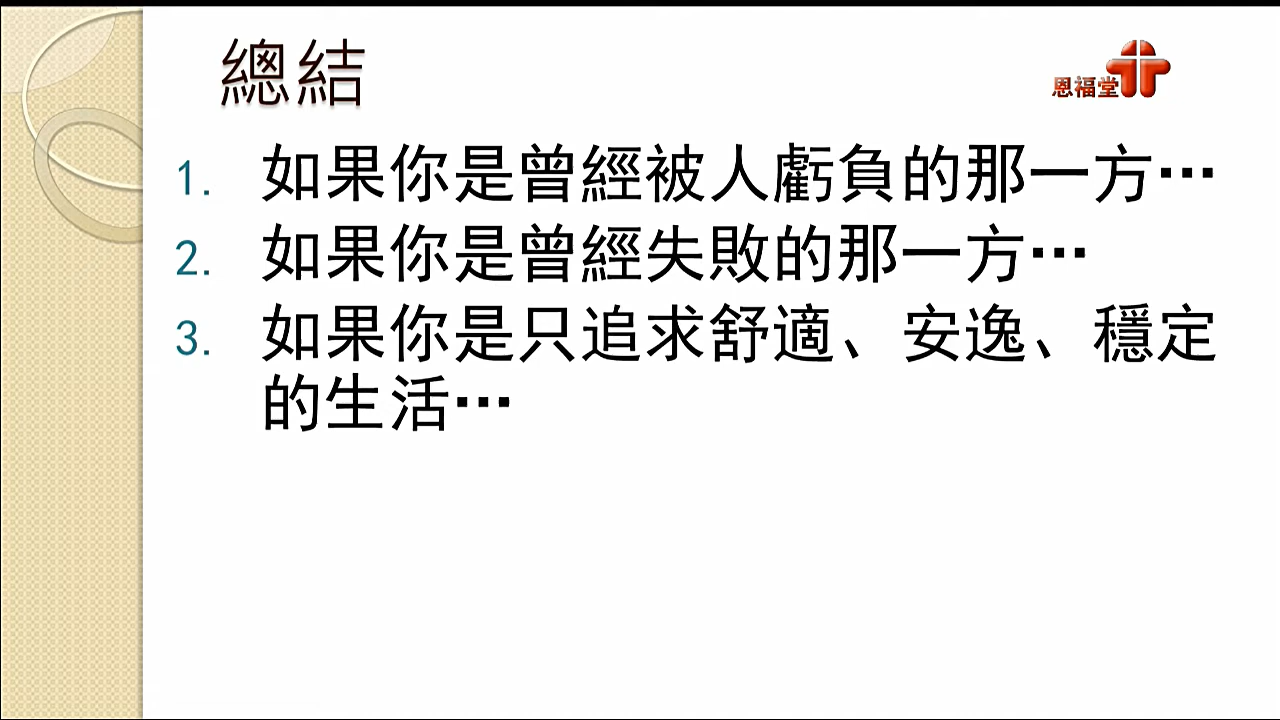 總結
恩福堂
1. 如果你是曾經被人虧負的那一方…
2. 如果你是曾經失敗的那一方…
3. 如果你是只追求舒適、安逸、穩定
的生活…